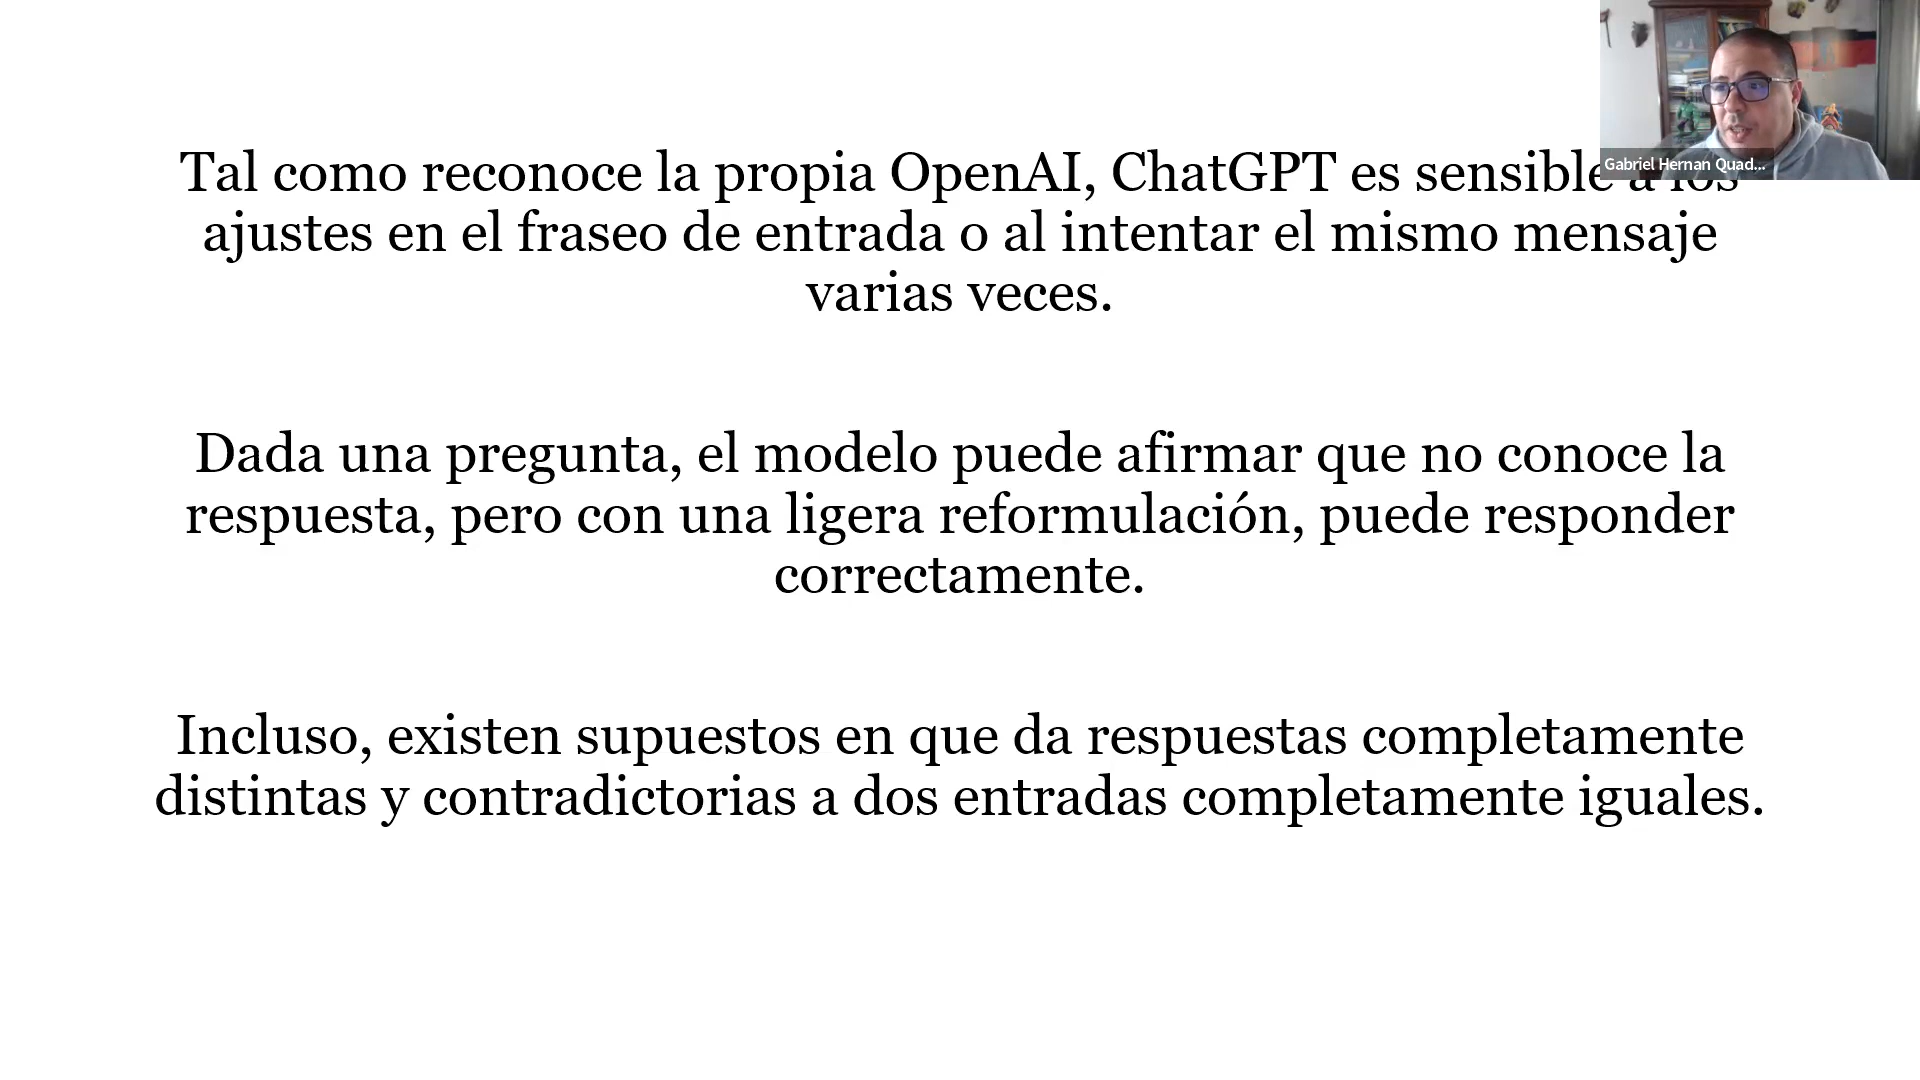 Tal como reconoce la propia OpenAI, ChatGPT es sensible a los
ajustes en el fraseo de entrada o al intentar el mismo mensaje
varias veces.
Dada una pregunta, el modelo puede afirmar que no conoce la
respuesta, pero con una ligera reformulación, puede responder
correctamente.
Incluso, existen supuestos en que da respuestas completamente
distintas y contradictorias a dos entradas completamente iguales.
Gabriel Hernan Quad...